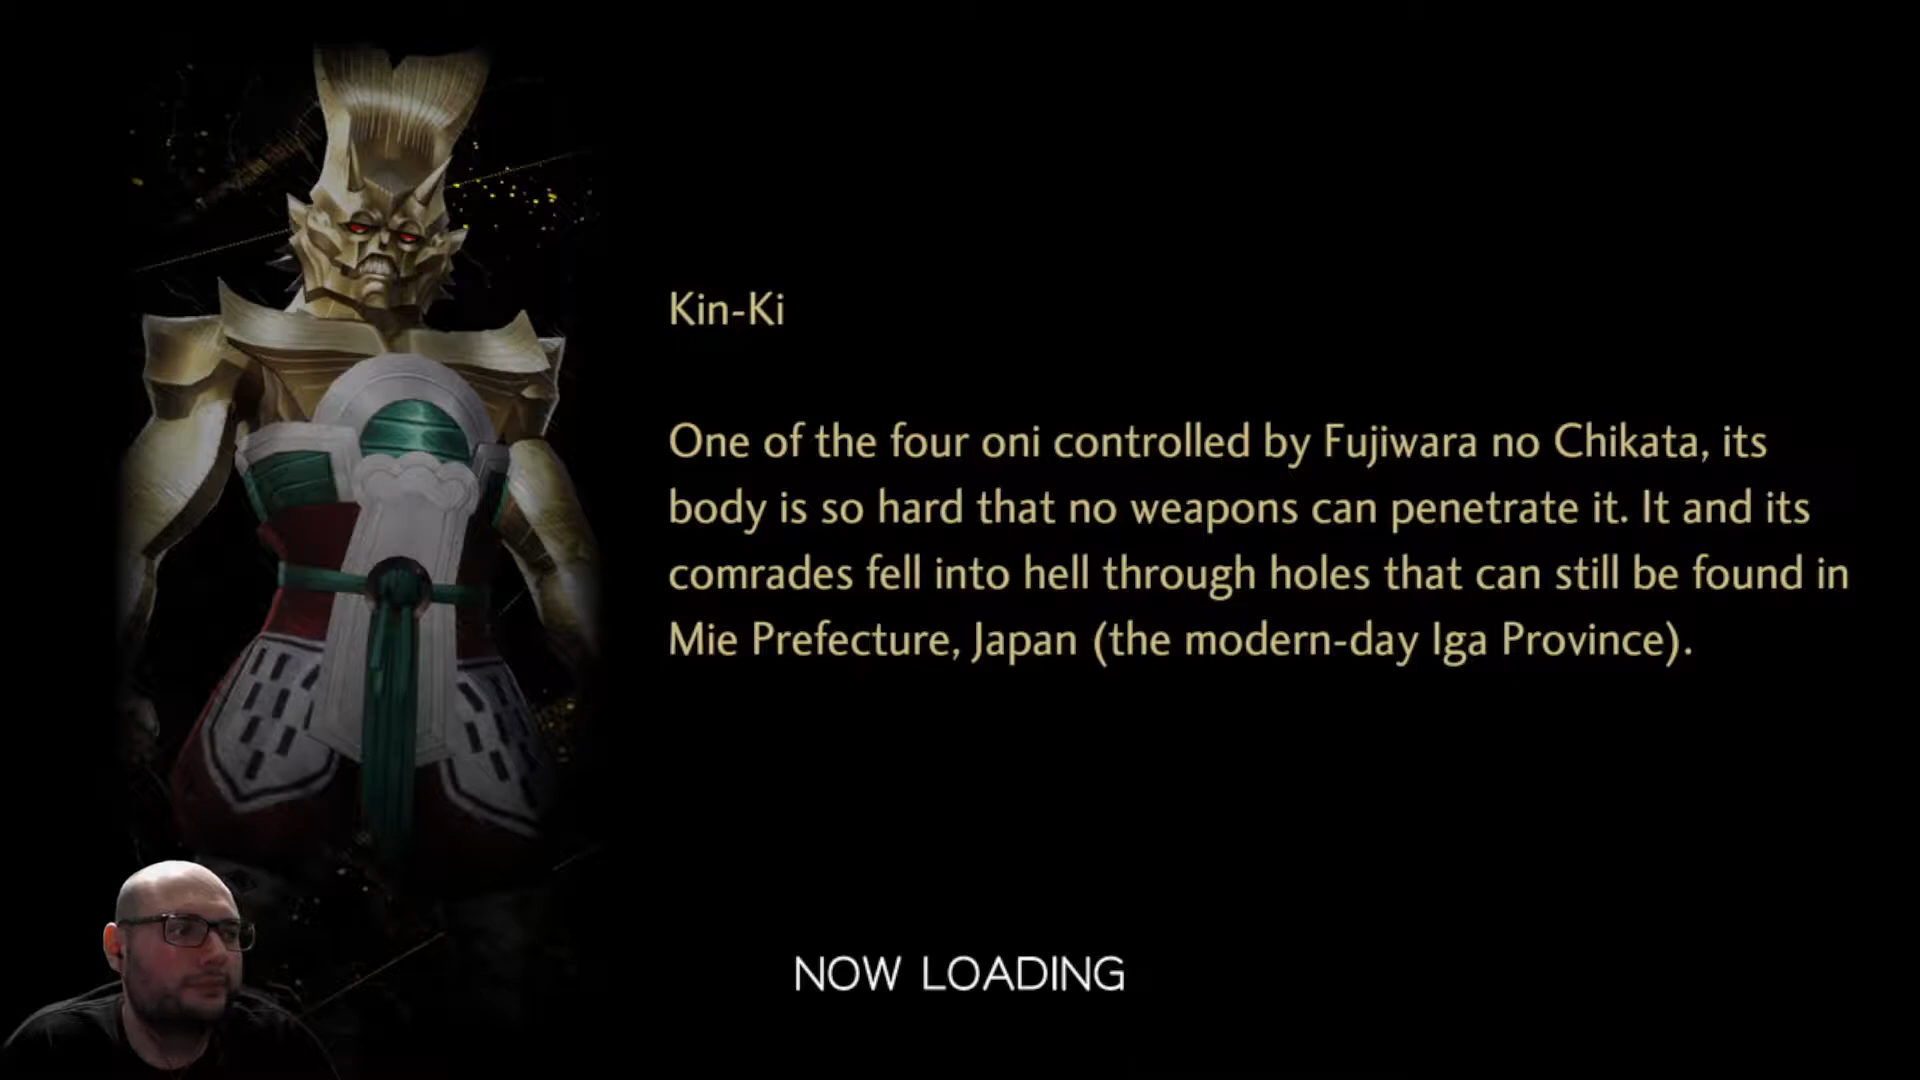 Kin-Ki
One of the four oni controlled by Fujiwara no Chikata, its
body is so hard that no weapons can penetrate it. It and its
comrades fell into hell through holes that can still be found in
Mie Prefecture, Japan (the modern-day Iga Province).
NOW LOADING